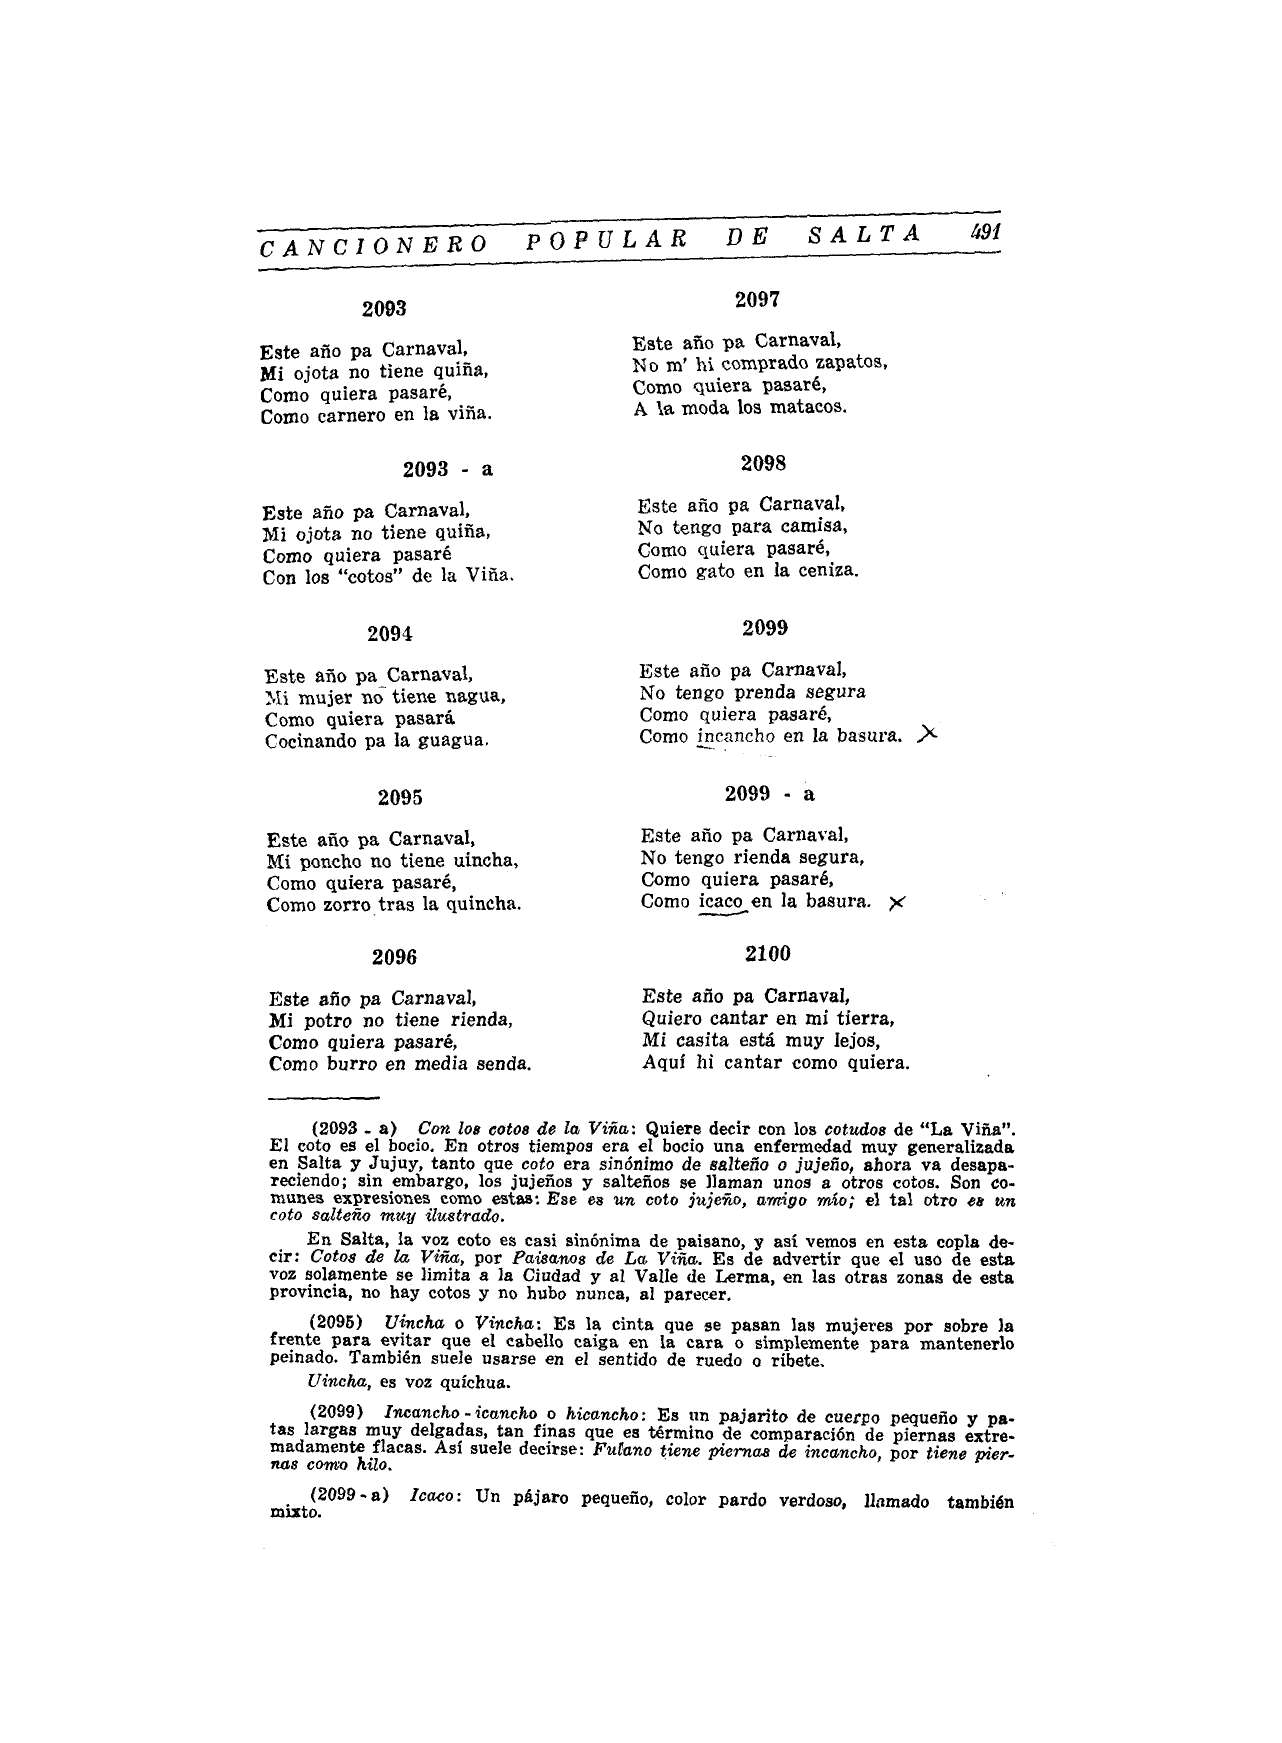 CANCIONERO POPULAR DE SALTA 491
2093
Este año pa Carnaval,
Mi ojota no tiene quiña,
Como quiera pasaré,
Como carnero en la viña.
2093 - a
Este año pa Carnaval,
Mi ojota no tiene quiña,
Como quiera pasaré
Con los “cotos” de la Viña.
2094
Este año pa Carnaval,
Mi mujer no tiene nagua,
Como quiera pasará
Cocinando pa la guagua.
2095
Este año pa Carnaval,
Mi poncho no tiene uincha,
Como quiera pasaré,
Como zorro tras la quincha.
2096
Este año pa Carnaval,
Mi potro no tiene rienda,
Como quiera pasaré,
Como burro en media senda.
2097
Este año pa Carnaval,
No m' hi comprado zapatos,
Como quiera pasaré,
A la moda los matacos.
2098
Este año pa Carnaval,
No tengo para camisa,
Como quiera pasaré,
Como gato en la ceniza.
2099
Este año pa Carnaval,
No tengo prenda segura
Como quiera pasaré,
Como incancho en la basura. X
2099 - a
Este año pa Carnaval,
No tengo rienda segura,
Como quiera pasaré,
Como icaco en la basura. X
2100
Este año pa Carnaval,
Quiero cantar en mi tierra,
Mi casita está muy lejos,
Aquí hi cantar como quiera.
(2093 - a) Con los cotos de la Viña: Quiere decir con los cotudos de “La Viña”.
El coto es el bocio. En otros tiempos era el bocio una enfermedad muy generalizada
en Salta y Jujuy, tanto que coto era sinónimo de salteño o jujeño, ahora va desapa-
reciendo; sin embargo, los jujeños y salteños se llaman unos a otros cotos. Son co-
munes expresiones como estas: Ese es un coto jujeño, amigo mío; el tal otro es un
coto salteño muy ilustrado.
En Salta, la voz coto es casi sinónima de paisano, y así vemos en esta copla de-
cir: Cotos de la Viña, por Paisanos de La Viña. Es de advertir que el uso de esta
voz solamente se limita a la Ciudad y al Valle de Lerma, en las otras zonas de esta
provincia, no hay cotos y no hubo nunca, al parecer.
(2095) Uincha o Vincha: Es la cinta que se pasan las mujeres por sobre la
frente para evitar que el cabello caiga en la cara o simplemente para mantenerlo
peinado. También suele usarse en el sentido de ruedo o ribete.
Uincha, es voz quíchua.
(2099) Incancho - icancho o hicancho: Es un pajarito de cuerpo pequeño y pa-
tas largas muy delgadas, tan finas que es término de comparación de piernas extre-
madamente flacas. Así suele decirse: Fulano tiene piernas de incancho, por tiene pier-
nas como hilo.
(2099 - a) Icaco: Un pájaro pequeño, color pardo verdoso, llamado también
mixto.